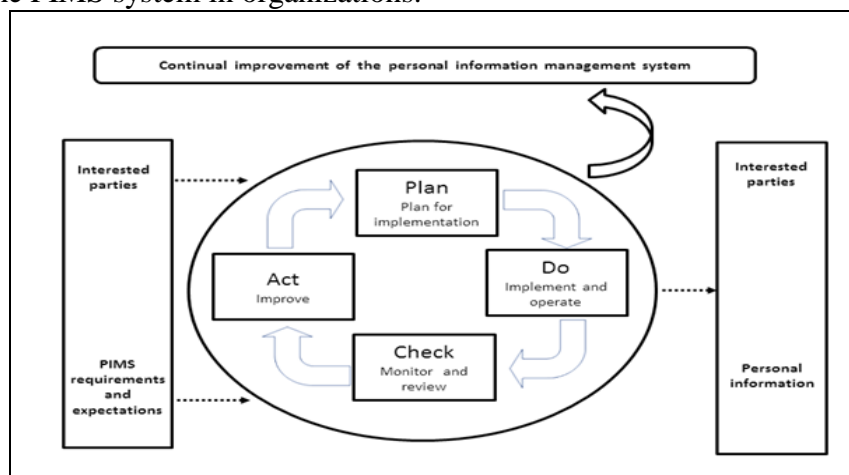 PIMS system in organizations.
Continual improvement of the personal information management system
Interested
parties
PIMS
requirements
and
expectations
Plan
Plan for
implementation
Do
Implement and
operate
Check
Monitor and
review
Act
Improve
Interested
parties
Personal
information